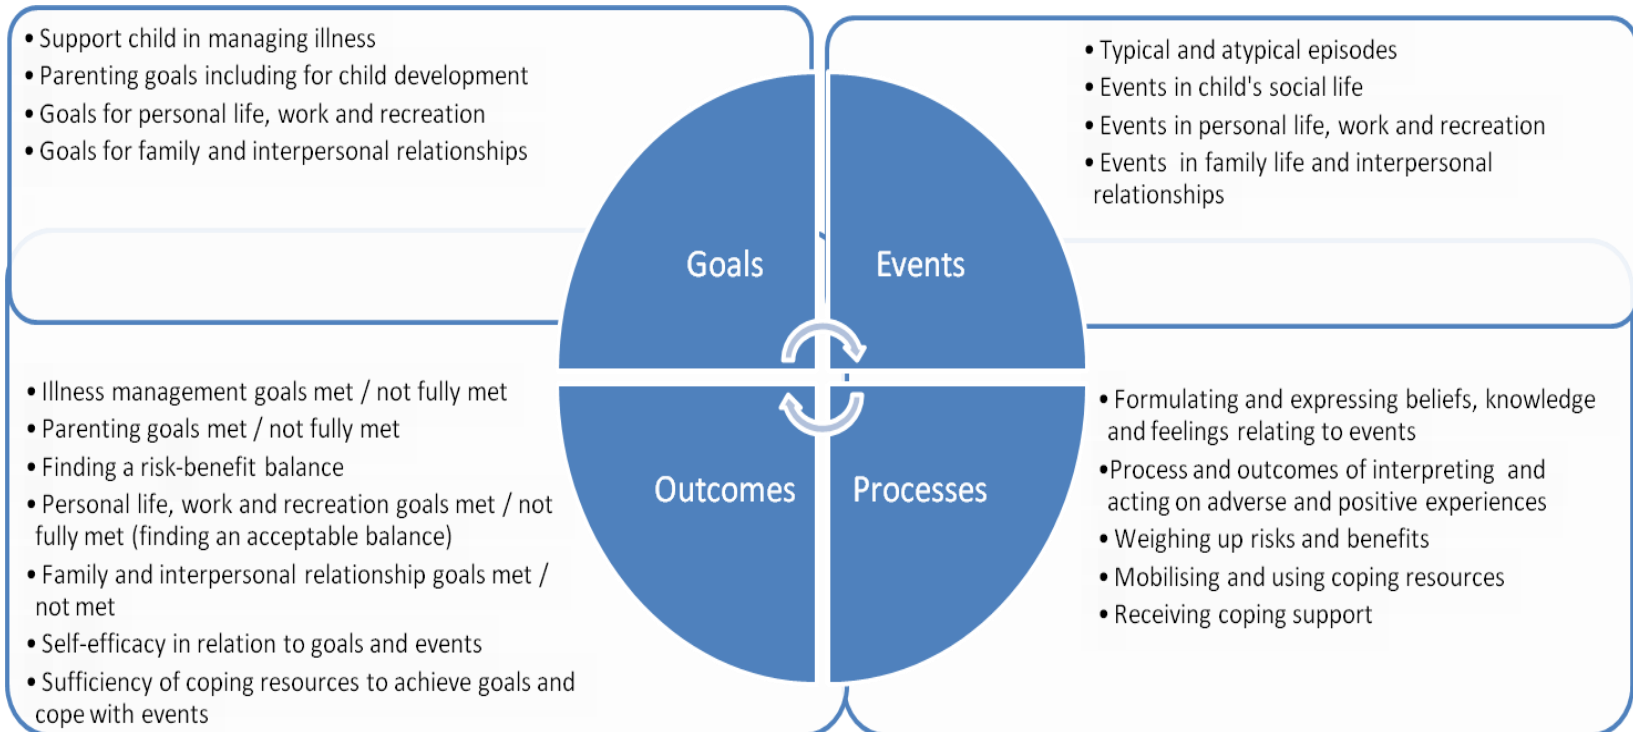 • Support child in managing illness
• Parenting goals including for child development
• Goals for personal life, work and recreation
• Goals for family and interpersonal relationships
• Typical and atypical episodes
• Events in child's social life
• Events in personal life, work and recreation
• Events in family life and interpersonal
relationships
Goals
Events
• Illness management goals met / not fully met
• Parenting goals met / not fully met
• Finding a risk-benefit balance
• Personal life, work and recreation goals met / not
fully met (finding an acceptable balance)
• Family and interpersonal relationship goals met /
not met
• Self-efficacy in relation to goals and events
• Sufficiency of coping resources to achieve goals and
cope with events
Outcomes
Processes
• Formulating and expressing beliefs, knowledge
and feelings relating to events
•Process and outcomes of interpreting and
acting on adverse and positive experiences
• Weighing up risks and benefits
• Mobilising and using coping resources
• Receiving coping support